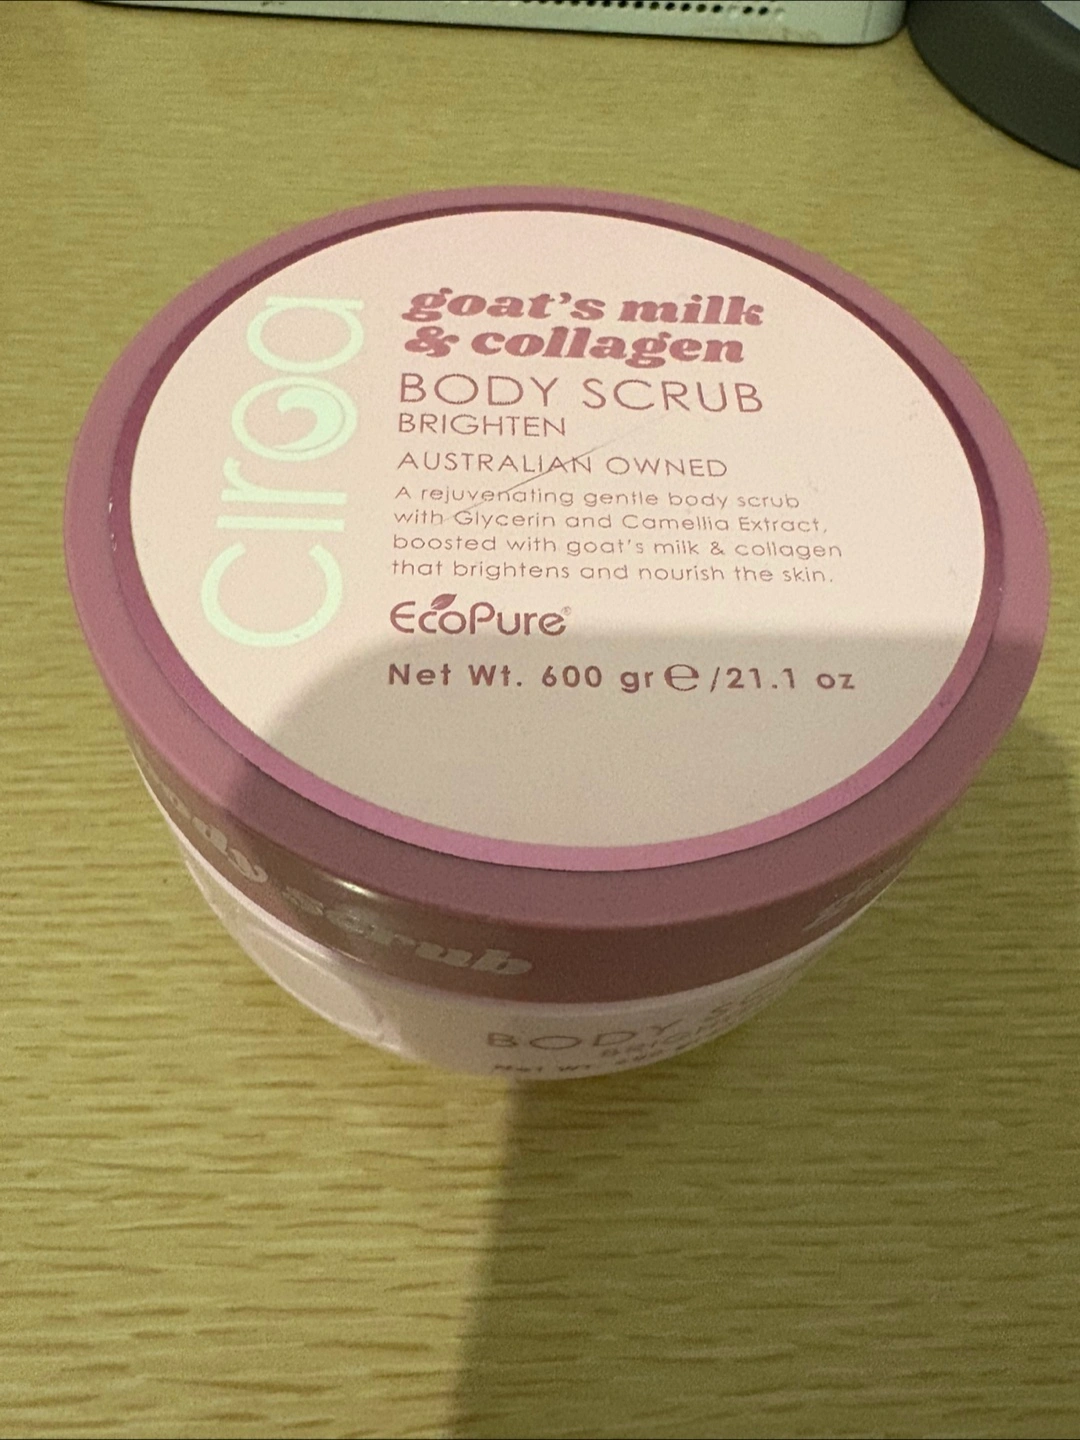 ciroa
goat's milk
& collagen
BODY SCRUB
BRIGHTEN
AUSTRALIAN OWNED
A rejuvenating gentle body scrub
with Glycerin and Camellia Extract,
boosted with goat's milk & collagen
that brightens and nourish the skin.
EcoPure®
Net Wt. 600 gr ℮ /21.1 oz
body scrub
BODY